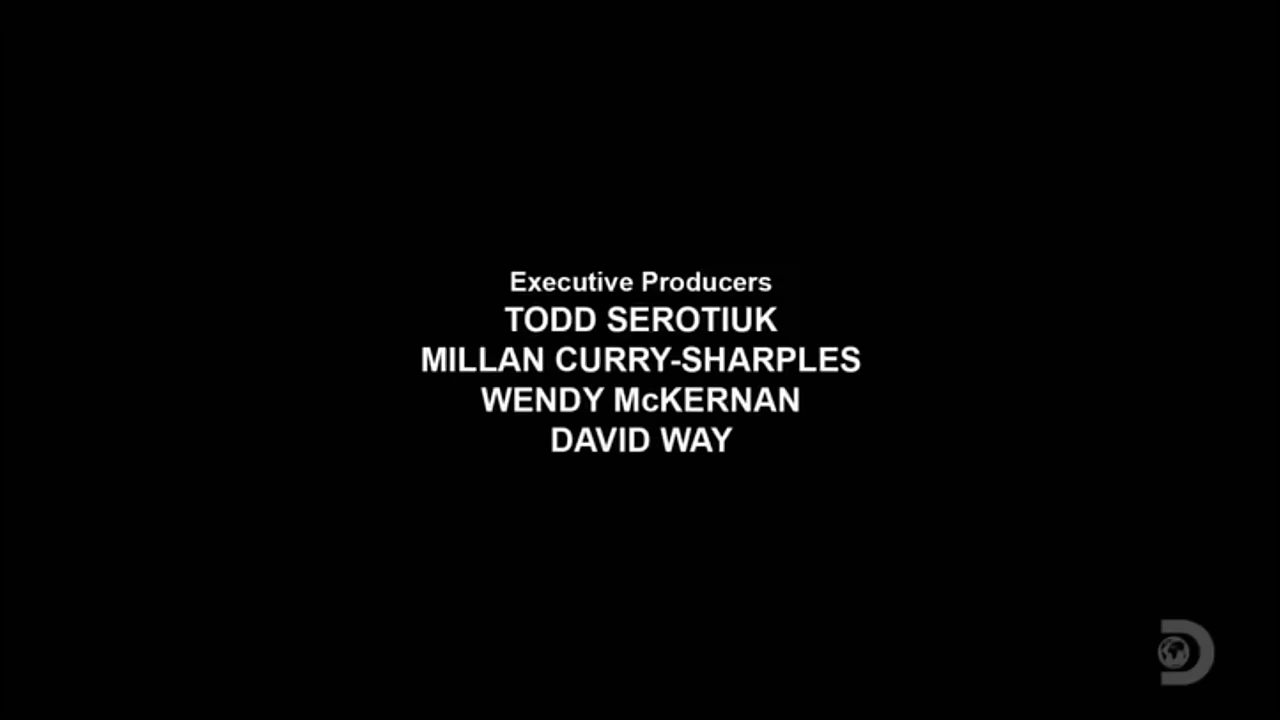 Executive Producers
TODD SEROTIUK
MILLAN CURRY-SHARPLES
WENDY McKERNAN
DAVID WAY